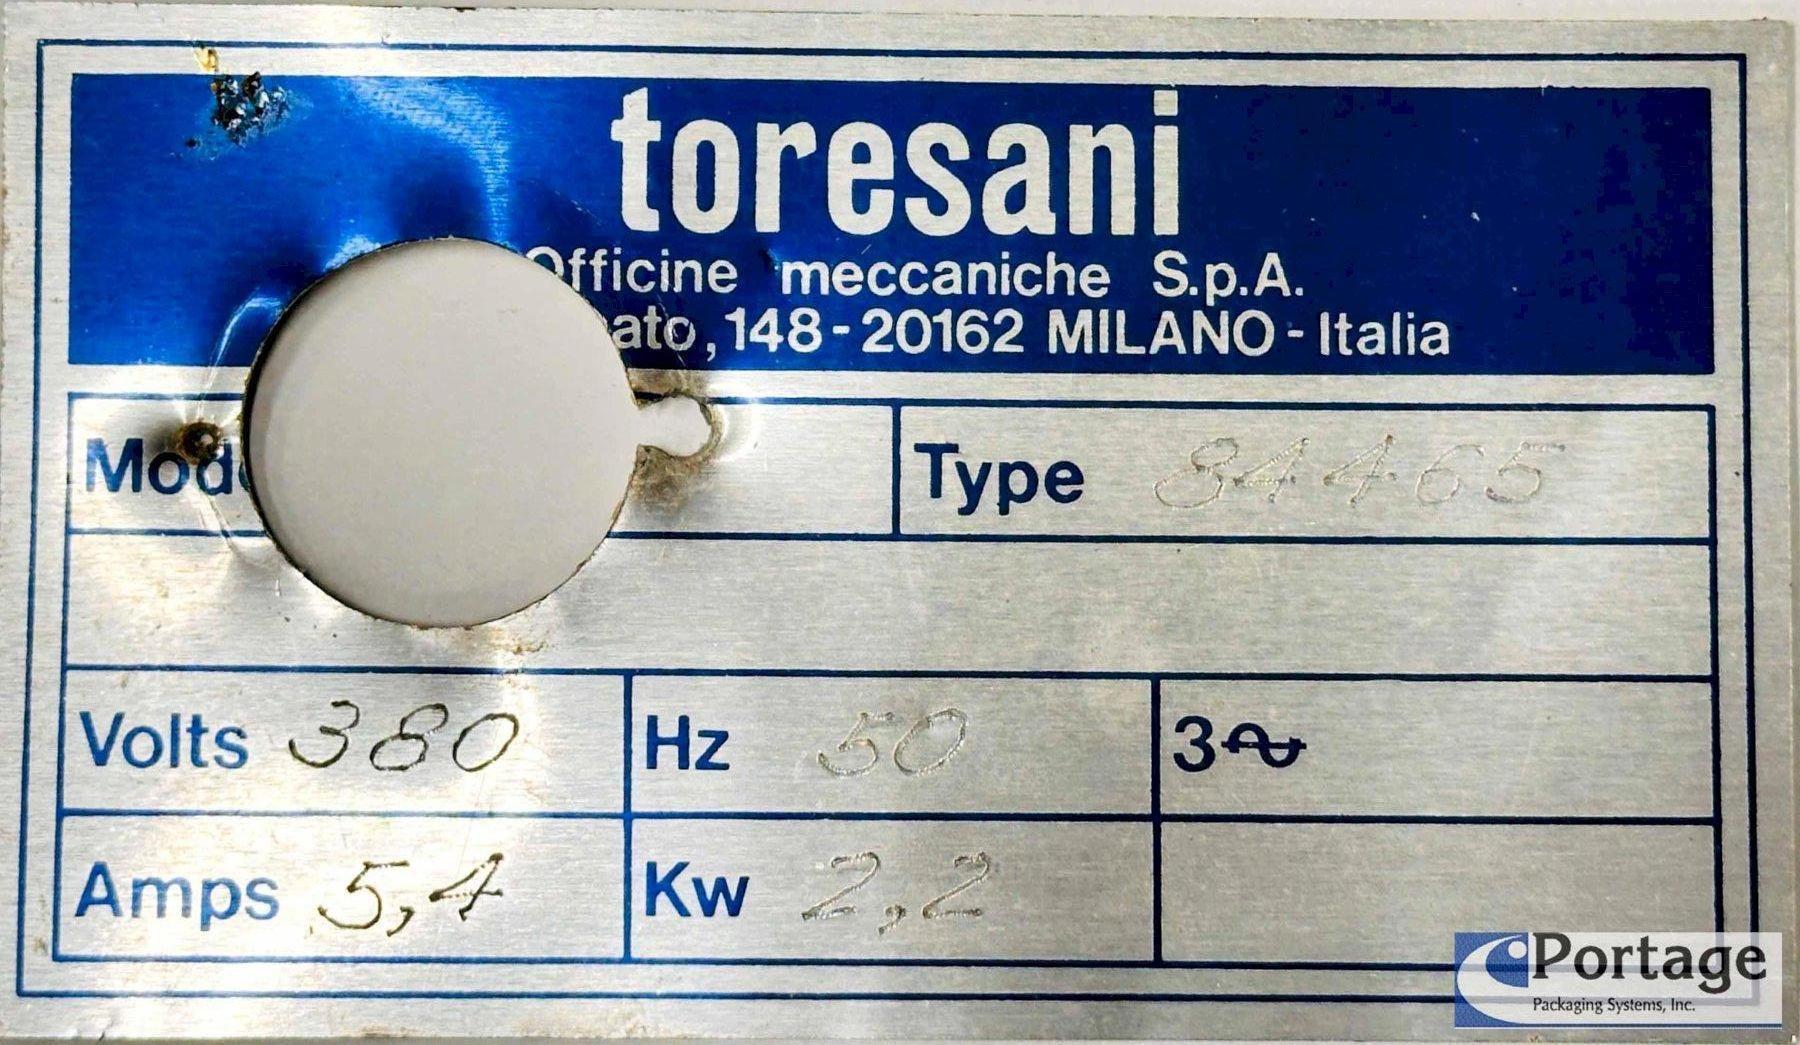 toresani
Officine meccaniche S.p.A.
ato, 148 - 20162 MILANO - Italia
Type 84465
Volts 380 Hz 50 3~
Amps 5,4 Kw 2,2
Portage
Packaging Systems, Inc.